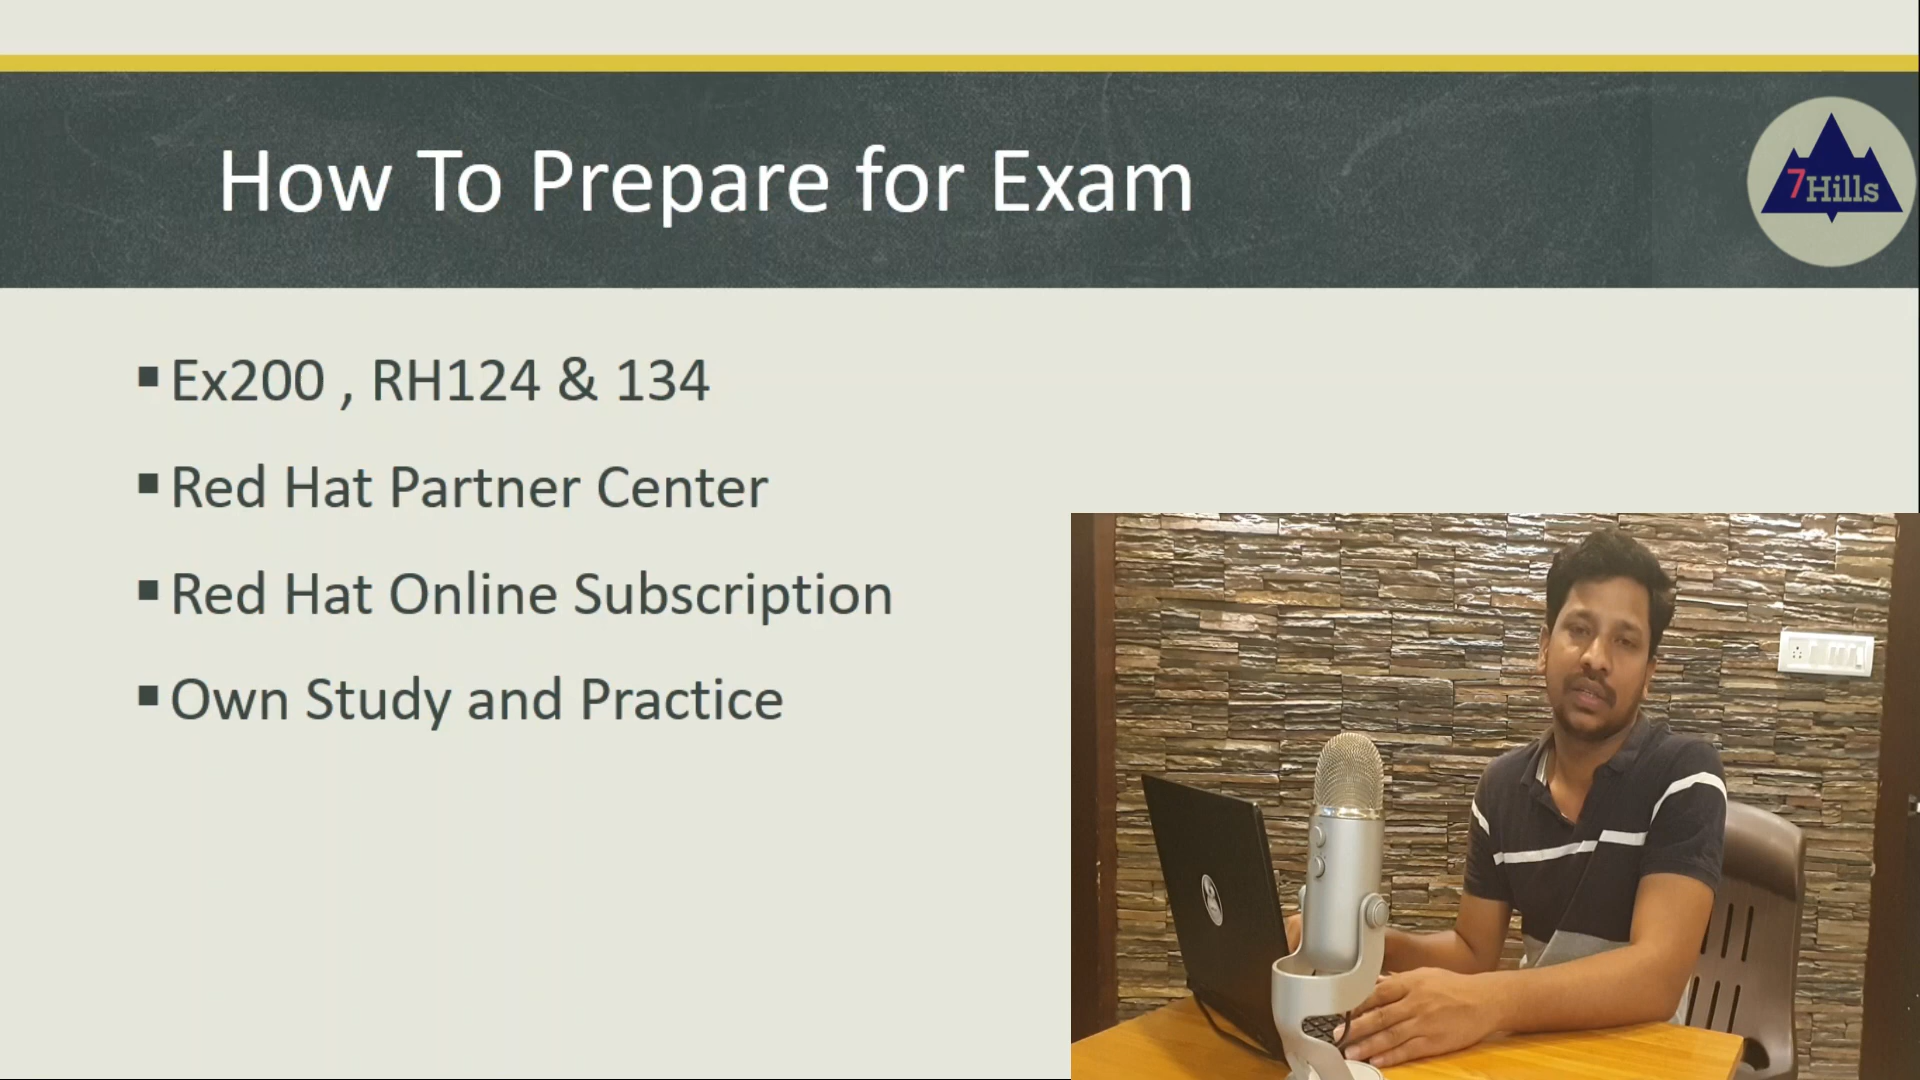 How To Prepare for Exam
7Hills
Ex200 , RH124 & 134
Red Hat Partner Center
Red Hat Online Subscription
Own Study and Practice